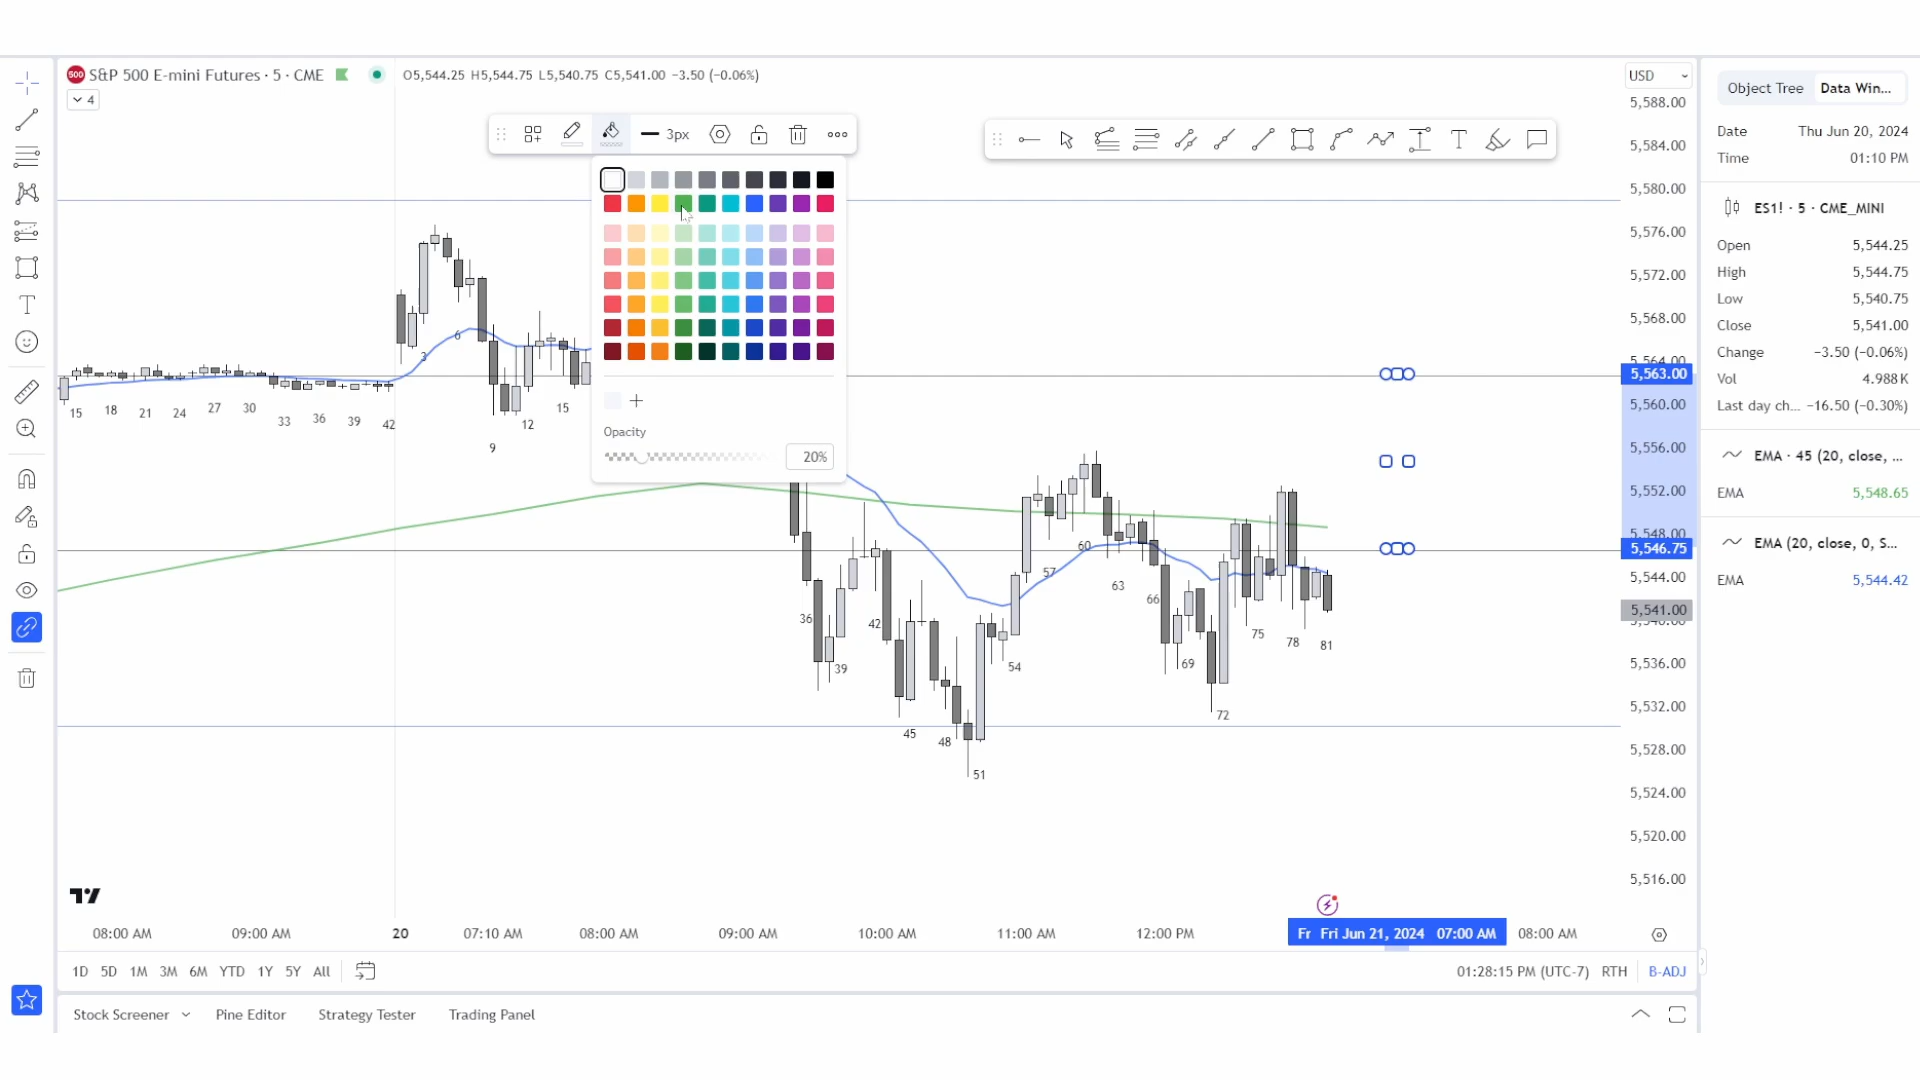 500 S&P 500 E-mini Futures · 5 · CME O5,544.25 H5,544.75 L5,540.75 C5,541.00 −3.50 (−0.06%)
4
3px
USD
5,588.00
5,584.00
5,580.00
5,576.00
5,572.00
5,568.00
5,564.00
5,563.00
5,560.00
5,556.00
5,552.00
5,548.00
5,546.75
5,544.00
5,541.00
5,540.00
5,536.00
5,532.00
5,528.00
5,524.00
5,520.00
5,516.00
Opacity
20%
15 18 21 24 27 30 33 36 39 42
3 6 9 12 15
36 39 42 45 48 51 54 57 60 63 66 69 72 75 78 81
08:00 AM 09:00 AM 20 07:10 AM 08:00 AM 09:00 AM 10:00 AM 11:00 AM 12:00 PM Fr Fri Jun 21, 2024 07:00 AM 08:00 AM
1D 5D 1M 3M 6M YTD 1Y 5Y All
01:28:15 PM (UTC-7) RTH B-ADJ
Stock Screener Pine Editor Strategy Tester Trading Panel
Object Tree Data Win...
Date Thu Jun 20, 2024
Time 01:10 PM
ES1! · 5 · CME_MINI
Open 5,544.25
High 5,544.75
Low 5,540.75
Close 5,541.00
Change −3.50 (−0.06%)
Vol 4.988K
Last day ch... −16.50 (−0.30%)
EMA · 45 (20, close, ...
EMA 5,548.65
EMA (20, close, 0, S...
EMA 5,544.42